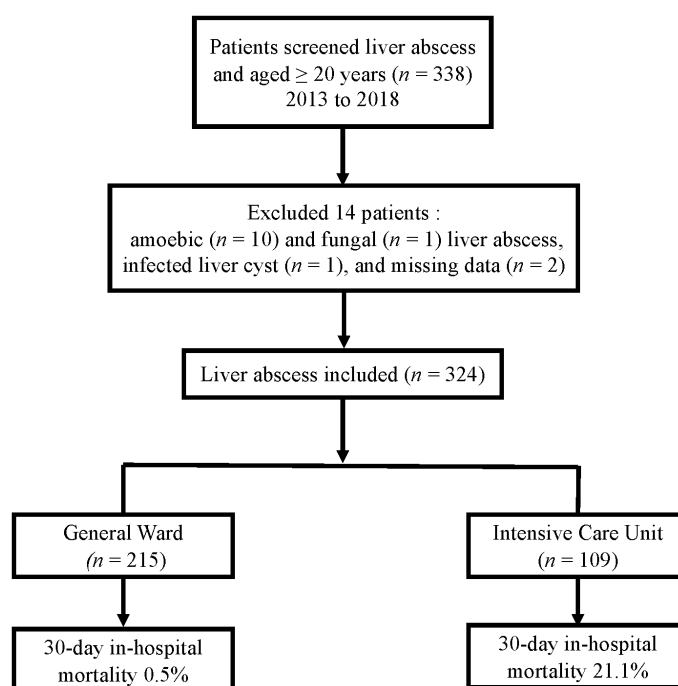 Patients screened liver abscess
and aged ≥ 20 years (n = 338)
2013 to 2018
Excluded 14 patients :
amoebic (n = 10) and fungal (n = 1) liver abscess,
infected liver cyst (n = 1), and missing data (n = 2)
Liver abscess included (n = 324)
General Ward
(n = 215)
Intensive Care Unit
(n = 109)
30-day in-hospital
mortality 0.5%
30-day in-hospital
mortality 21.1%